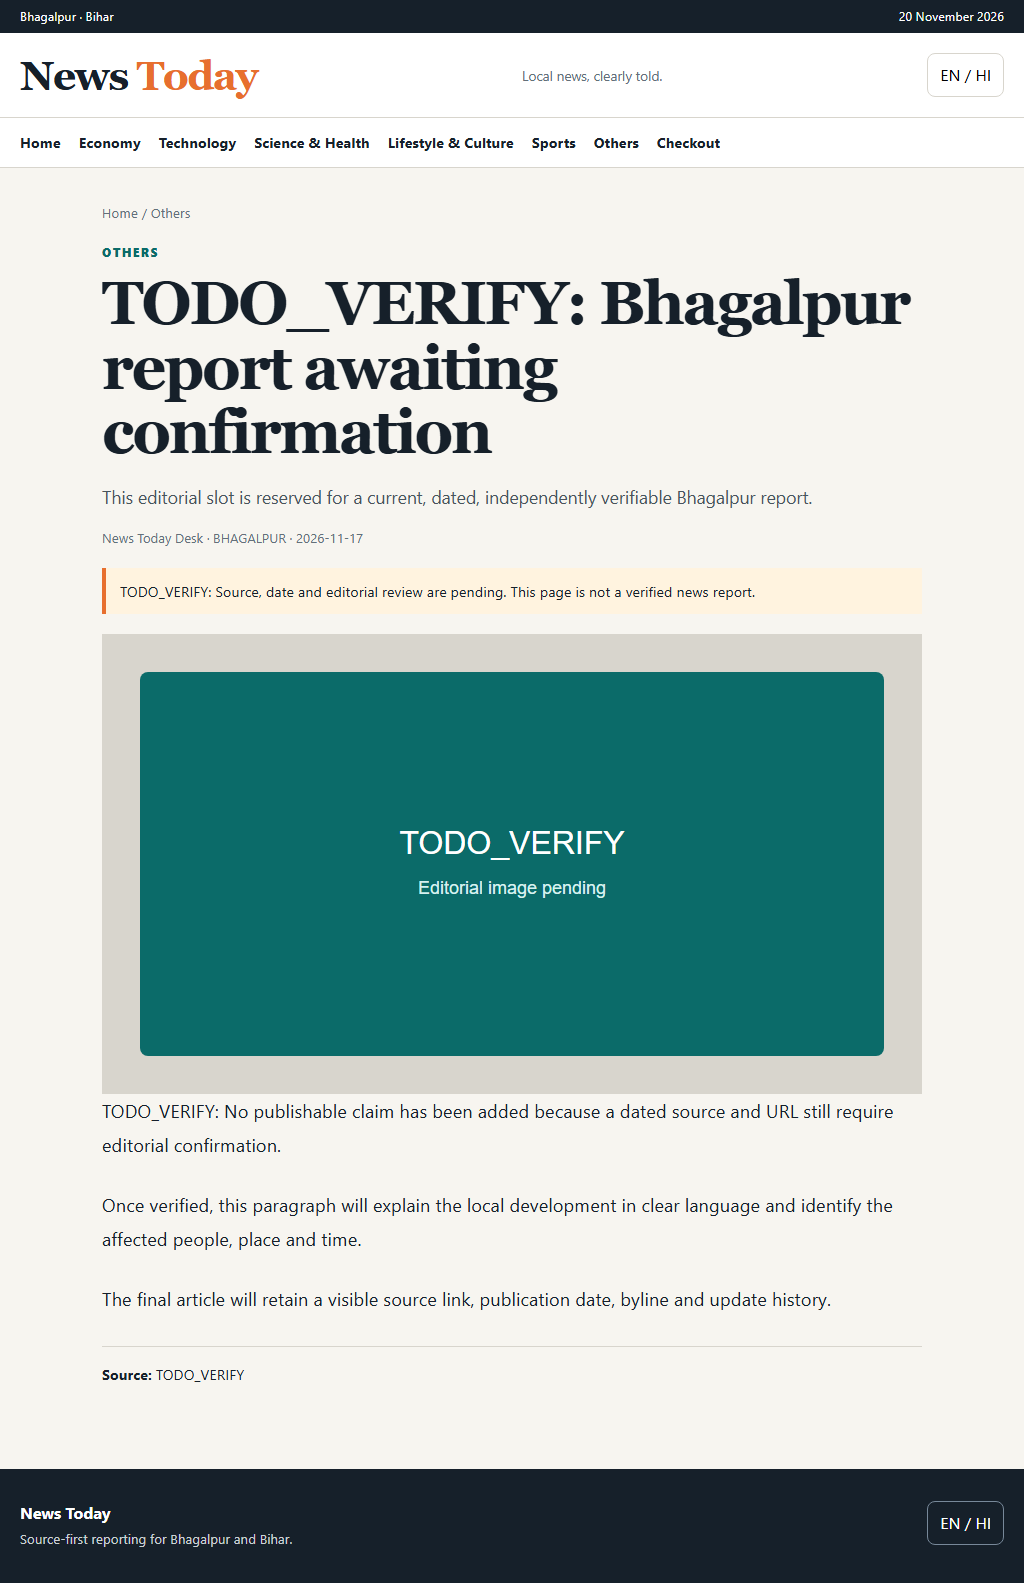 Bhagalpur · Bihar
20 November 2026
News Today
Local news, clearly told.
EN / HI
Home Economy Technology Science & Health Lifestyle & Culture Sports Others Checkout
Home / Others
OTHERS
TODO_VERIFY: Bhagalpur
report awaiting
confirmation
This editorial slot is reserved for a current, dated, independently verifiable Bhagalpur report.
News Today Desk · BHAGALPUR · 2026-11-17
TODO_VERIFY: Source, date and editorial review are pending. This page is not a verified news report.
TODO_VERIFY
Editorial image pending
TODO_VERIFY: No publishable claim has been added because a dated source and URL still require
editorial confirmation.
Once verified, this paragraph will explain the local development in clear language and identify the
affected people, place and time.
The final article will retain a visible source link, publication date, byline and update history.
Source: TODO_VERIFY
News Today
Source-first reporting for Bhagalpur and Bihar.
EN / HI